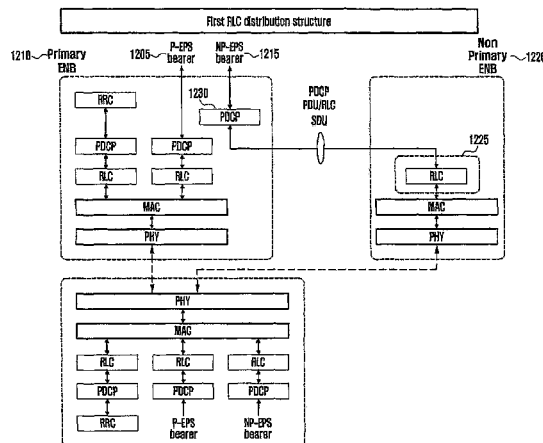 First RLC distribution structure
1210
Primary
ENB
1205
P-EPS
bearer
NP-EPS
bearer
1215
Non
Primary
ENB
1220
1230
PDCP
PDU/RLC
SDU
RRC
PDCP
1225
PDCP
PDCP
RLC
RLC
RLC
MAC
MAC
PHY
PHY
PHY
MAC
RLC
RLC
RLC
PDCP
PDCP
PDCP
RRC
P-EPS
bearer
NP-EPS
bearer